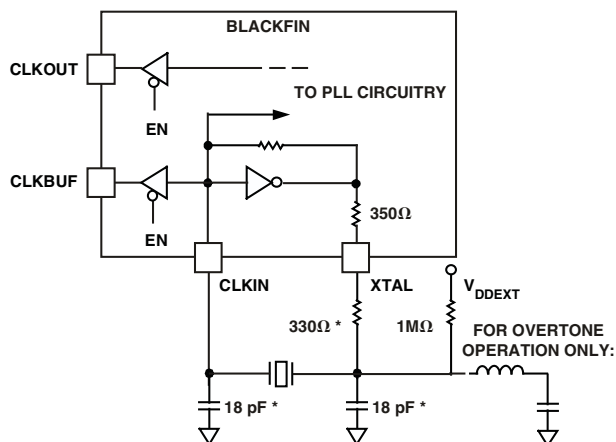 BLACKFIN
CLKOUT
TO PLL CIRCUITRY
EN
CLKBUF
EN
350Ω
CLKIN
XTAL
V DDEXT
330Ω *
1MΩ
FOR OVERTONE
OPERATION ONLY:
18 pF *
18 pF *